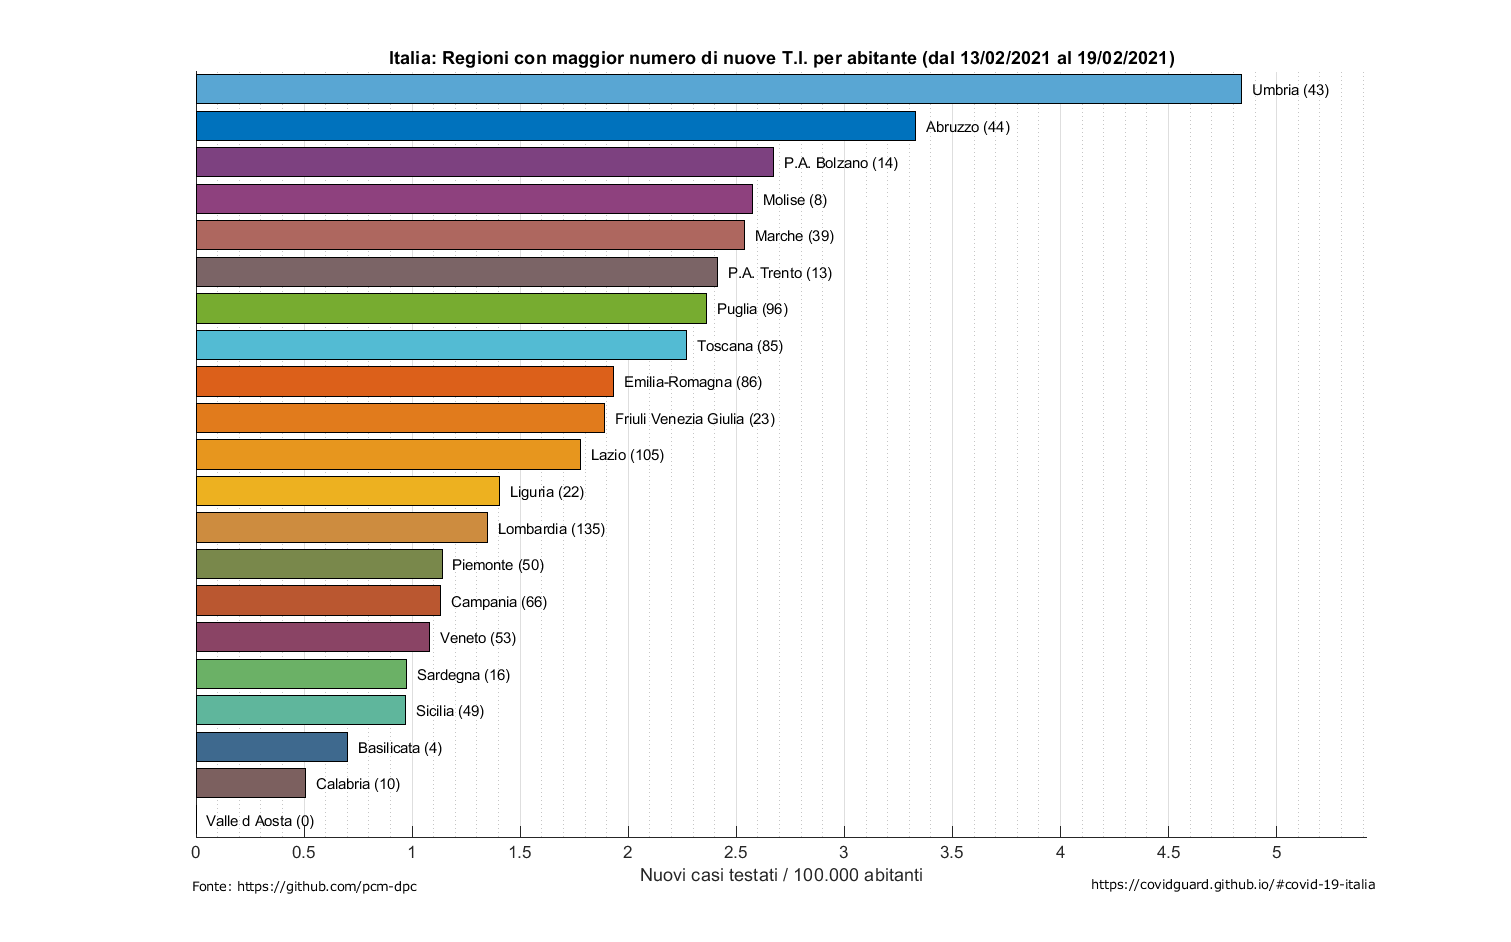 Italia: Regioni con maggior numero di nuove T.I. per abitante (dal 13/02/2021 al 19/02/2021)
Umbria (43)
Abruzzo (44)
P.A. Bolzano (14)
Molise (8)
Marche (39)
P.A. Trento (13)
Puglia (96)
Toscana (85)
Emilia-Romagna (86)
Friuli Venezia Giulia (23)
Lazio (105)
Liguria (22)
Lombardia (135)
Piemonte (50)
Campania (66)
Veneto (53)
Sardegna (16)
Sicilia (49)
Basilicata (4)
Calabria (10)
Valle d Aosta (0)
0 0.5 1 1.5 2 2.5 3 3.5 4 4.5 5
Nuovi casi testati / 100.000 abitanti
Fonte: https://github.com/pcm-dpc
https://covidguard.github.io/#covid-19-italia